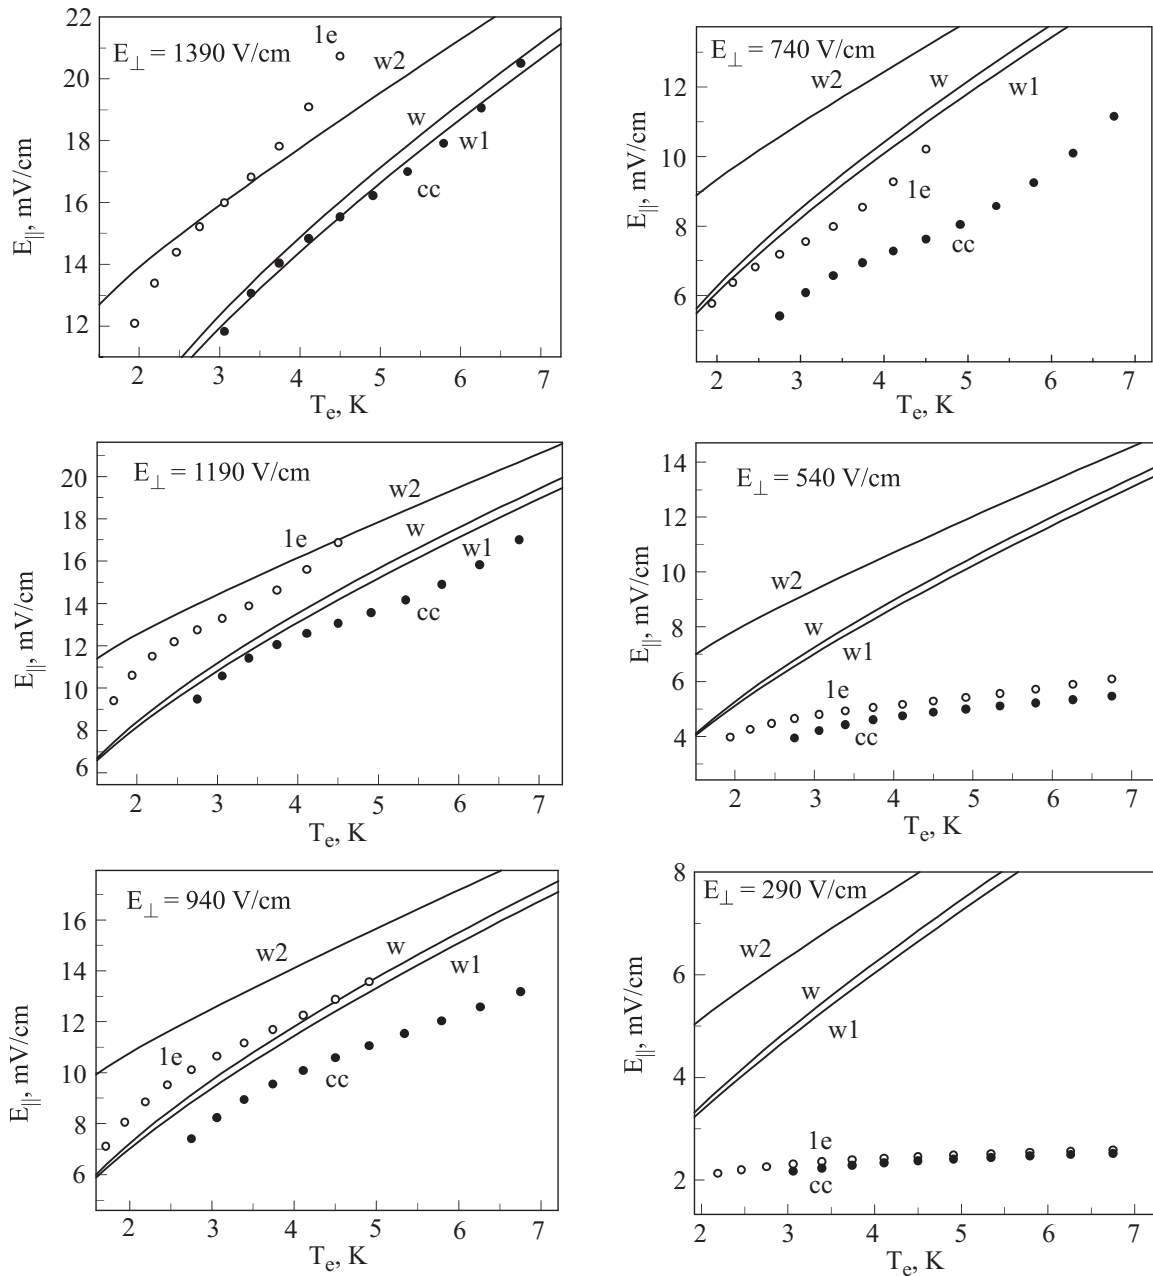 E⊥ = 1390 V/cm
1e
w2
w
w1
cc
22
20
18
16
14
12
E||, mV/cm
2 3 4 5 6 7
Te, K
E⊥ = 740 V/cm
w2
w
w1
1e
cc
12
10
8
6
E||, mV/cm
2 3 4 5 6 7
Te, K
E⊥ = 1190 V/cm
w2
1e
w
w1
cc
20
18
16
14
12
10
8
6
E||, mV/cm
2 3 4 5 6 7
Te, K
E⊥ = 540 V/cm
w2
w
w1
1e
cc
14
12
10
8
6
4
E||, mV/cm
2 3 4 5 6 7
Te, K
E⊥ = 940 V/cm
w2
w
w1
1e
cc
16
14
12
10
8
6
E||, mV/cm
2 3 4 5 6 7
Te, K
E⊥ = 290 V/cm
w2
w
w1
1e
cc
8
6
4
2
E||, mV/cm
2 3 4 5 6 7
Te, K